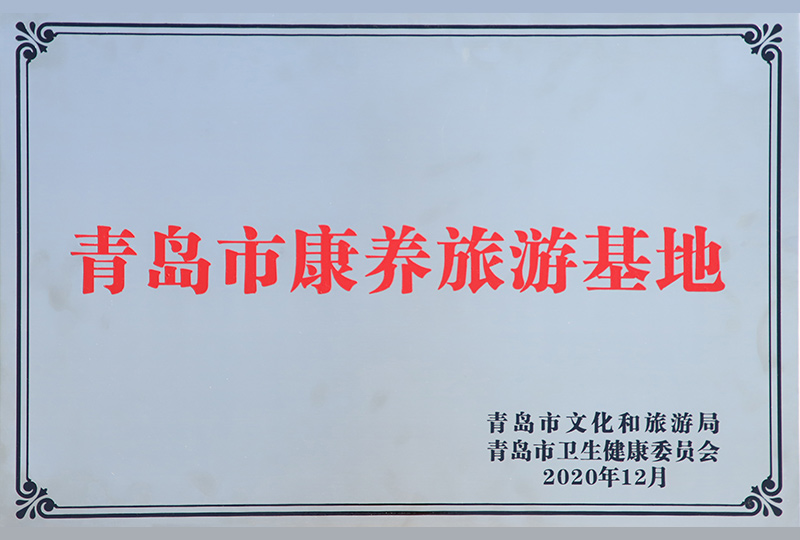 青岛市康养旅游基地
青岛市文化和旅游局
青岛市卫生健康委员会
2020年12月